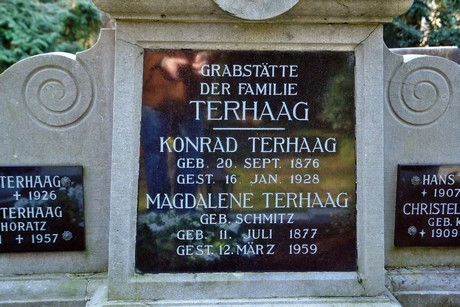 GRABSTÄTTE
DER FAMILIE
TERHAAG
KONRAD TERHAAG
GEB. 20. SEPT. 1876
GEST. 16. JAN. 1928
MAGDALENE TERHAAG
GEB. SCHMITZ
GEB. 11. JULI 1877
GEST. 12. MÄRZ 1959
TERHAAG
+ 1926
TERHAAG
+ 1957
HANS
+ 1907
CHRISTEL
GEB.
+ 1909